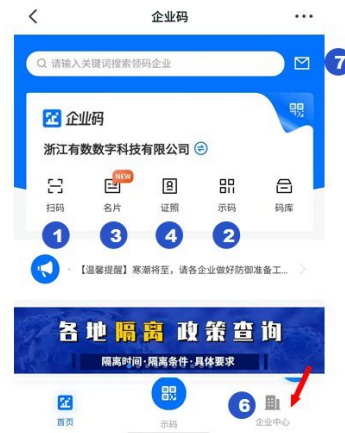 企业码
请输入关键词搜索领码企业
7
企业码
浙江有数数字科技有限公司
NEW
扫码 名片 证照 示码 码库
1 3 4 2
【温馨提醒】寒潮将至，请各企业做好防御准备工...
各地隔离政策查询
隔离时间·隔离条件·具体要求
6
首页 示码 企业中心